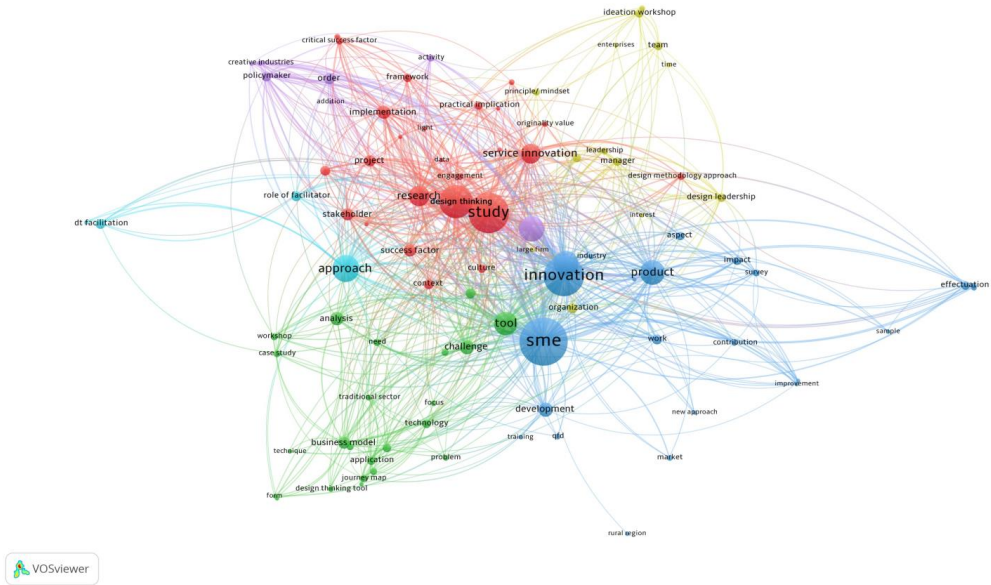 ideation workshop
critical success factor
enterprises
team
activity
creative industries
time
policymaker
order
framework
principle/ mindset
addition
practical implication
implementation
originality value
light
service innovation
leadership
data
manager
project
engagement
design methodology approach
role of facilitator
research
design leadership
design thinking
study
stakeholder
interest
dt facilitation
aspect
success factor
large firm
industry
impact
approach
culture
innovation
product
survey
context
effectuation
organization
analysis
tool
sample
workshop
need
sme
work
contribution
case study
challenge
improvement
traditional sector
focus
development
new approach
technology
training
qfd
business model
technique
application
problem
market
journey map
design thinking tool
form
rural region
VOSviewer